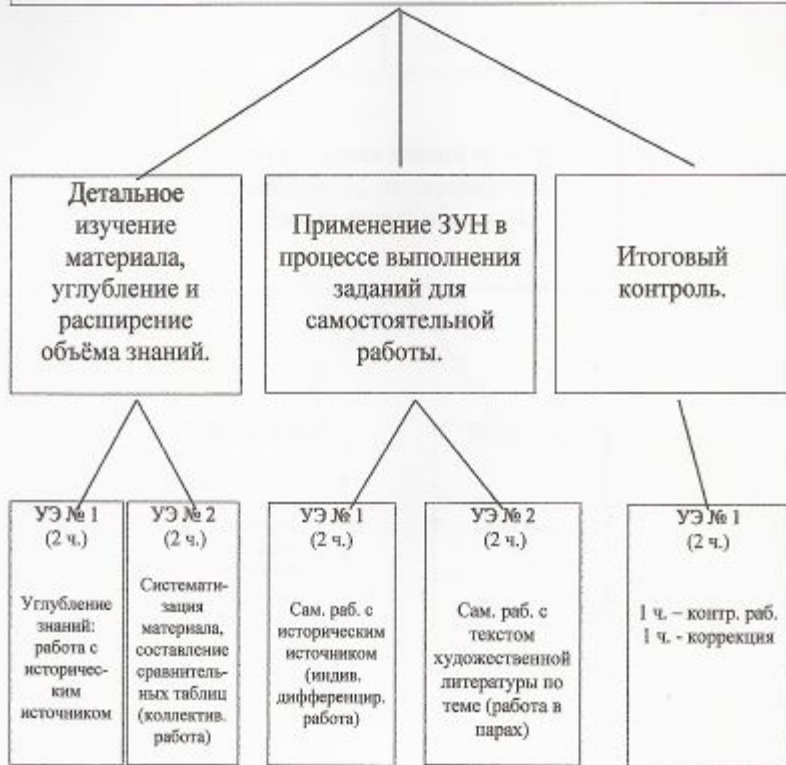 Детальное
изучение
материала,
углубление и
расширение
объёма знаний.
Применение ЗУН в
процессе выполнения
заданий для
самостоятельной
работы.
Итоговый
контроль.
УЭ № 1
(2 ч.)
Углубление
знаний:
работа с
историчес-
ким
источником
УЭ № 2
(2 ч.)
Системати-
зация
материала,
составление
сравнитель-
ных таблиц
(коллектив.
работа)
УЭ № 1
(2 ч.)
Сам. раб. с
историческим
источником
(индив.
дифференцир.
работа)
УЭ № 2
(2 ч.)
Сам. раб. с
текстом
художественной
литературы по
теме (работа в
парах)
УЭ № 1
(2 ч.)
1 ч. – контр. раб.
1 ч. - коррекция